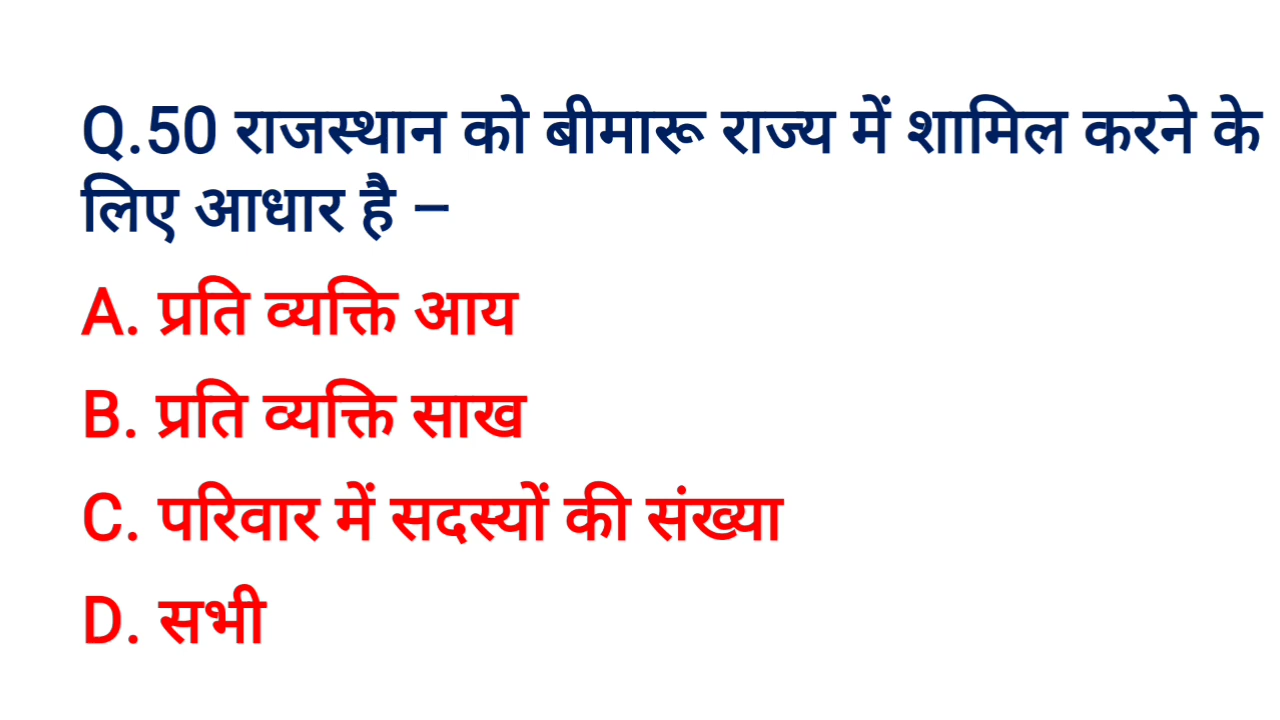 Q.50 राजस्थान को बीमारू राज्य में शामिल करने के
लिए आधार है –
A. प्रति व्यक्ति आय
B. प्रति व्यक्ति साख
C. परिवार में सदस्यों की संख्या
D. सभी